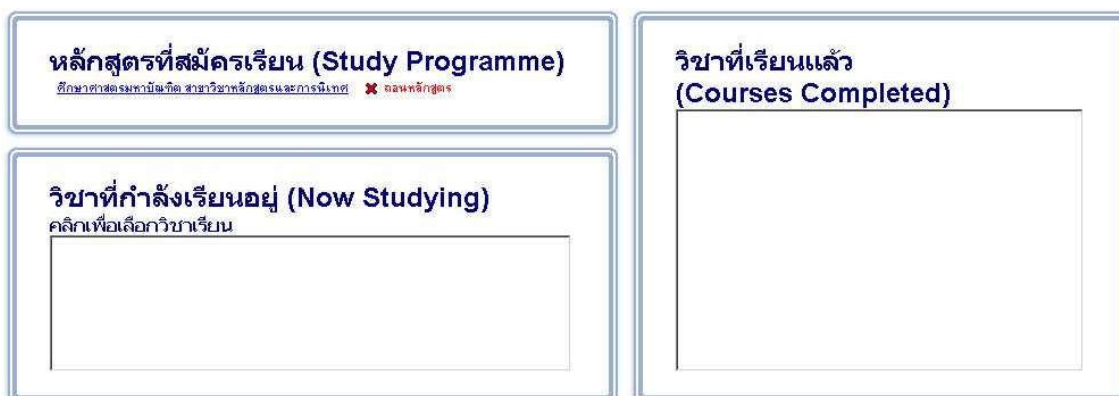 หลักสูตรที่สมัครเรียน (Study Programme)
ศึกษาศาสตรมหาบัณฑิต สาขาวิชาหลักสูตรและการนิเทศ ถอนหลักสูตร
วิชาที่กำลังเรียนอยู่ (Now Studying)
คลิกเพื่อเลือกวิชาเรียน
วิชาที่เรียนแล้ว
(Courses Completed)